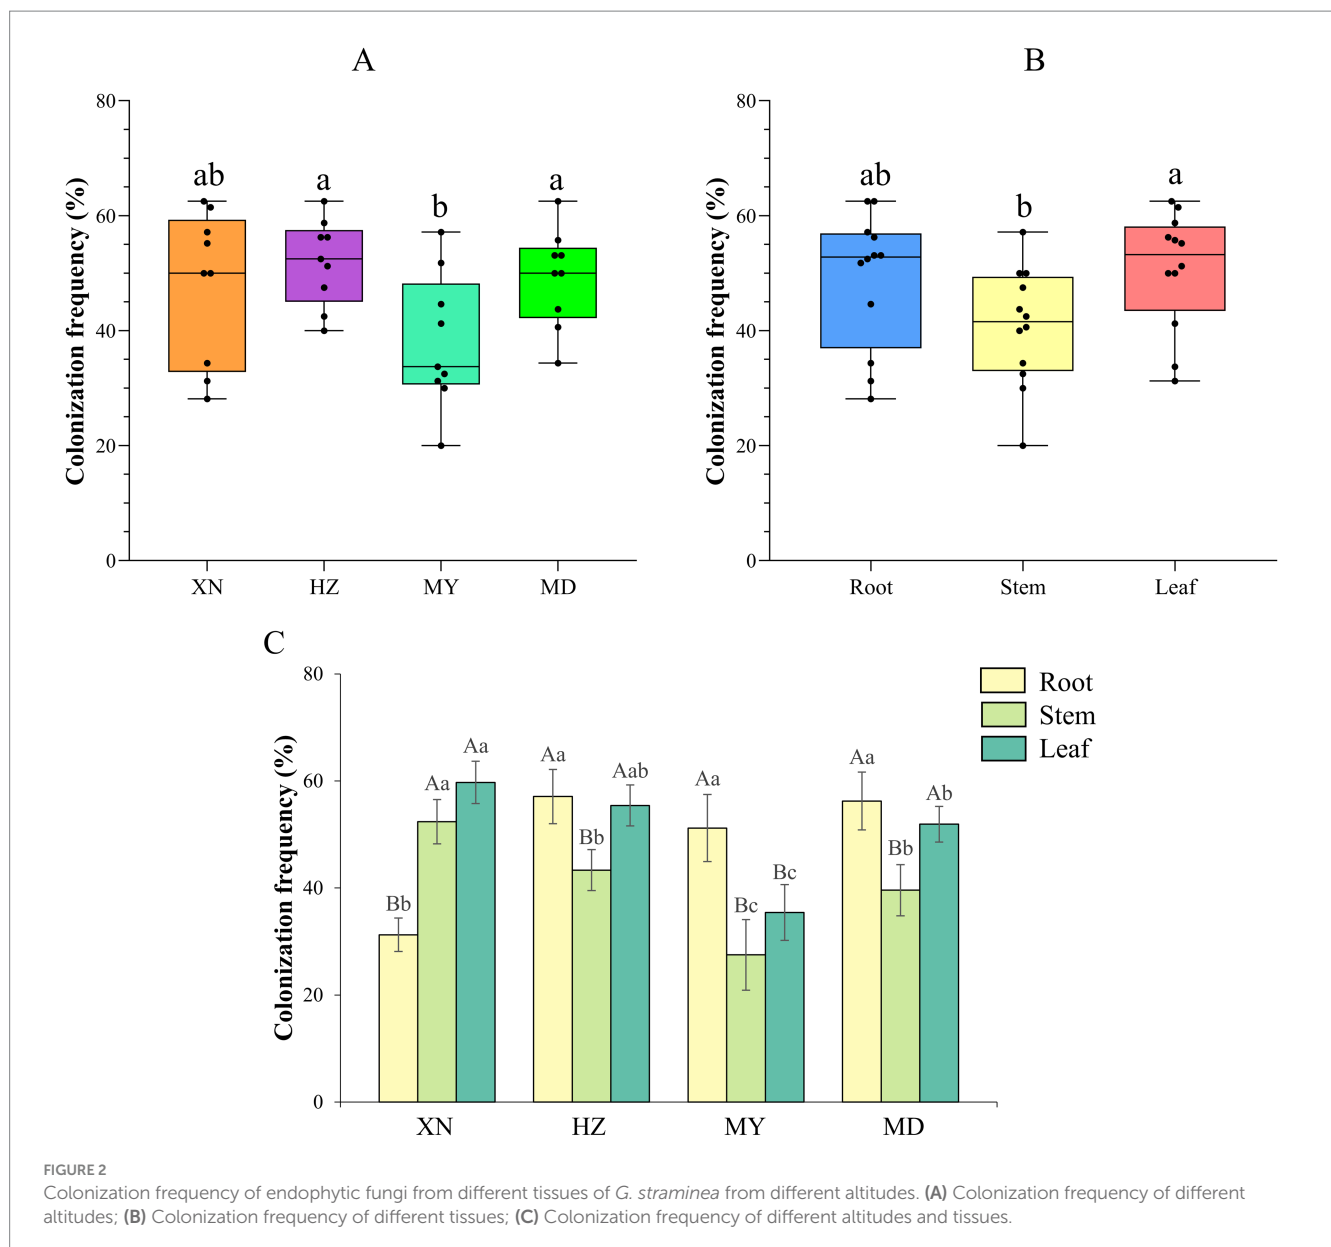 A
Colonization frequency (%)
80
60
40
20
0
ab
a
b
a
XN HZ MY MD
B
Colonization frequency (%)
80
60
40
20
0
ab
b
a
Root Stem Leaf
C
Colonization frequency (%)
80
60
40
20
0
Bb Aa Aa
Aa Bb Aab
Aa Bc Bc
Aa Bb Ab
XN HZ MY MD
Root
Stem
Leaf
FIGURE 2
Colonization frequency of endophytic fungi from different tissues of G. straminea from different altitudes. (A) Colonization frequency of different
altitudes; (B) Colonization frequency of different tissues; (C) Colonization frequency of different altitudes and tissues.